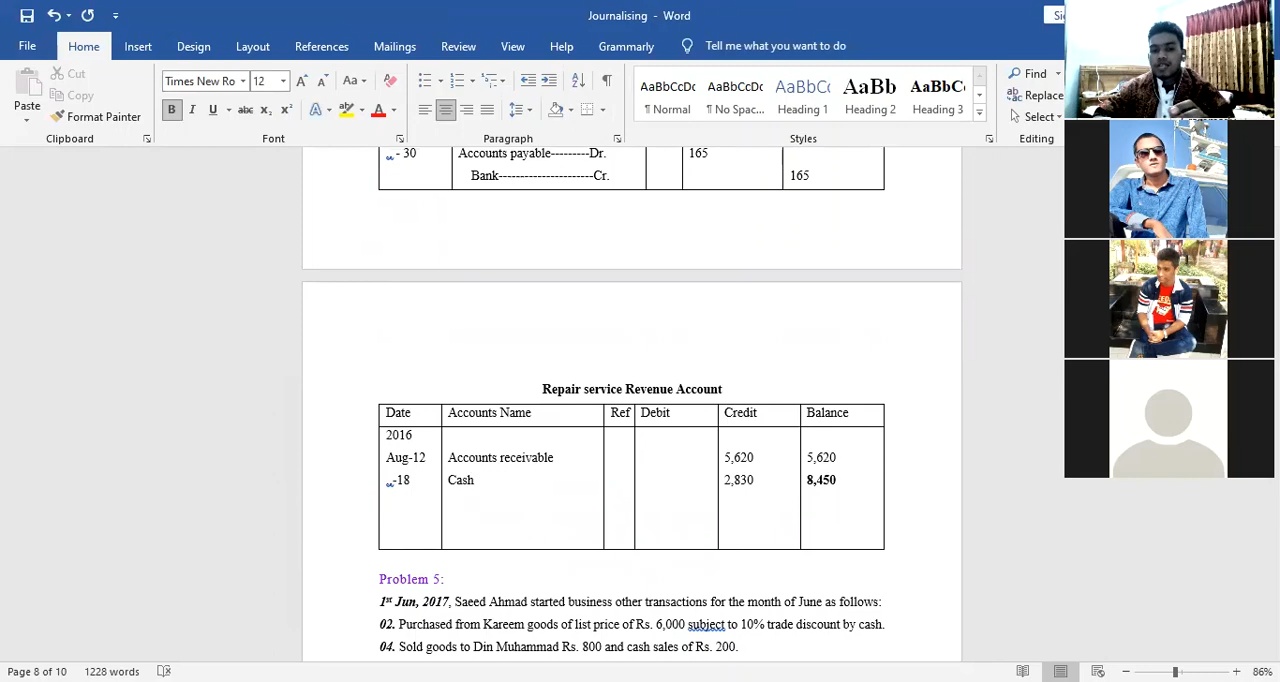 Journalising - Word
File Home Insert Design Layout References Mailings Review View Help Grammarly Tell me what you want to do
Cut
Copy
Paste
Format Painter
Clipboard
Times New Ro 12
Font
Paragraph
AaBbCcDc AaBbCcDc AaBbCc AaBb AaBbCc
¶ Normal ¶ No Spac... Heading 1 Heading 2 Heading 3
Styles
Find
Replace
Select
Editing
“- 30 Accounts payable---------Dr. 165
Bank----------------------Cr. 165
Repair service Revenue Account
Date Accounts Name Ref Debit Credit Balance
2016
Aug-12 Accounts receivable 5,620 5,620
“-18 Cash 2,830 8,450
Problem 5:
1st Jun, 2017, Saeed Ahmad started business other transactions for the month of June as follows:
02. Purchased from Kareem goods of list price of Rs. 6,000 subject to 10% trade discount by cash.
04. Sold goods to Din Muhammad Rs. 800 and cash sales of Rs. 200.
Page 8 of 10 1228 words 86%